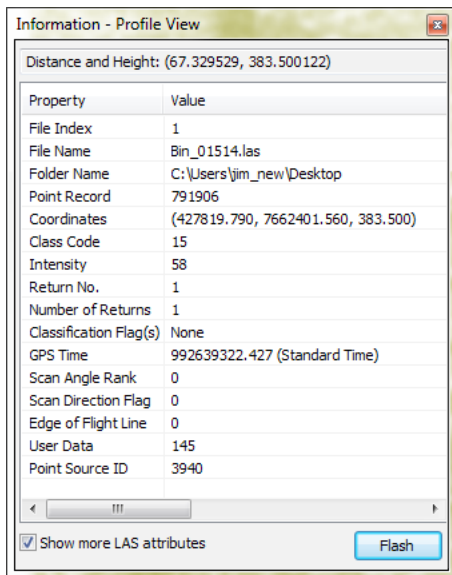 Information - Profile View
Distance and Height: (67.329529, 383.500122)
Property Value
File Index 1
File Name Bin_01514.las
Folder Name C:\Users\jim_new\Desktop
Point Record 791906
Coordinates (427819.790, 7662401.560, 383.500)
Class Code 15
Intensity 58
Return No. 1
Number of Returns 1
Classification Flag(s) None
GPS Time 992639322.427 (Standard Time)
Scan Angle Rank 0
Scan Direction Flag 0
Edge of Flight Line 0
User Data 145
Point Source ID 3940
Show more LAS attributes Flash